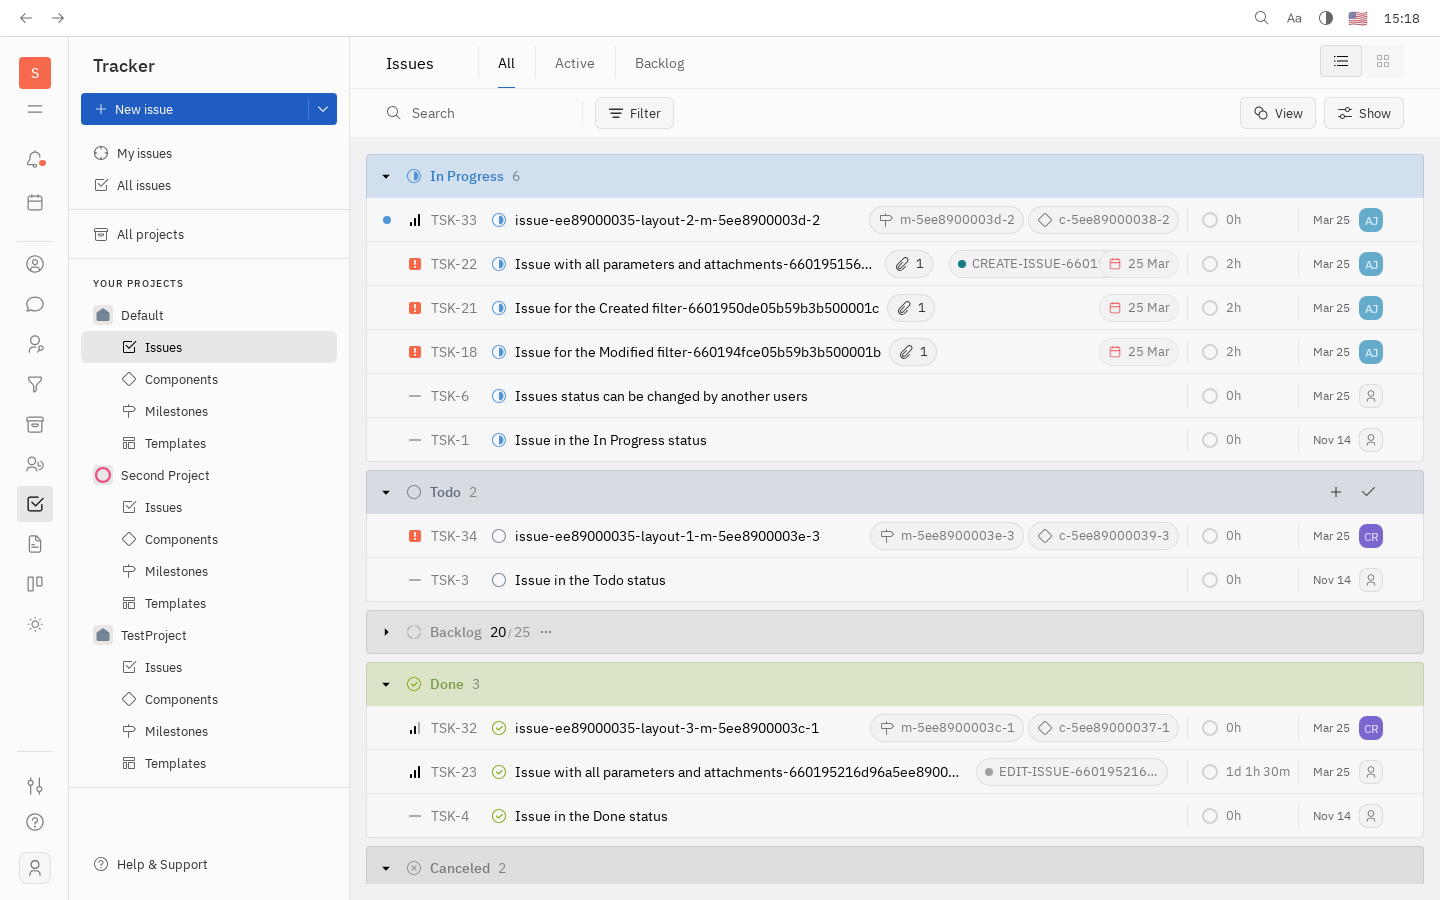 Aa 15:18
S
Tracker
New issue
My issues
All issues
All projects
YOUR PROJECTS
Default
Issues
Components
Milestones
Templates
Second Project
Issues
Components
Milestones
Templates
TestProject
Issues
Components
Milestones
Templates
Help & Support
Issues All Active Backlog
Search Filter View Show
In Progress 6
TSK-33 issue-ee89000035-layout-2-m-5ee8900003d-2 m-5ee8900003d-2 c-5ee89000038-2 0h Mar 25 AJ
TSK-22 Issue with all parameters and attachments-660195156... 1 CREATE-ISSUE-6601 25 Mar 2h Mar 25 AJ
TSK-21 Issue for the Created filter-6601950de05b59b3b500001c 1 25 Mar 2h Mar 25 AJ
TSK-18 Issue for the Modified filter-660194fce05b59b3b500001b 1 25 Mar 2h Mar 25 AJ
TSK-6 Issues status can be changed by another users 0h Mar 25
TSK-1 Issue in the In Progress status 0h Nov 14
Todo 2
TSK-34 issue-ee89000035-layout-1-m-5ee8900003e-3 m-5ee8900003e-3 c-5ee89000039-3 0h Mar 25 CR
TSK-3 Issue in the Todo status 0h Nov 14
Backlog 20/25 ...
Done 3
TSK-32 issue-ee89000035-layout-3-m-5ee8900003c-1 m-5ee8900003c-1 c-5ee89000037-1 0h Mar 25 CR
TSK-23 Issue with all parameters and attachments-660195216d96a5ee8900... EDIT-ISSUE-660195216... 1d 1h 30m Mar 25
TSK-4 Issue in the Done status 0h Nov 14
Canceled 2